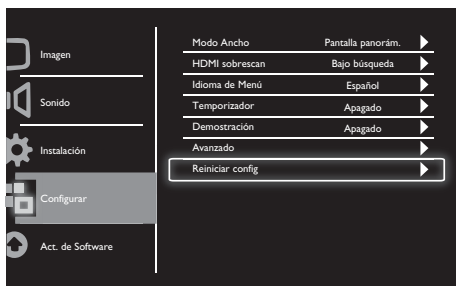 Imagen
Sonido
Instalación
Configurar
Act. de Software
Modo Ancho Pantalla panorám.
HDMI sobrescan Bajo búsqueda
Idioma de Menú Español
Temporizador Apagado
Demostración Apagado
Avanzado
Reiniciar config